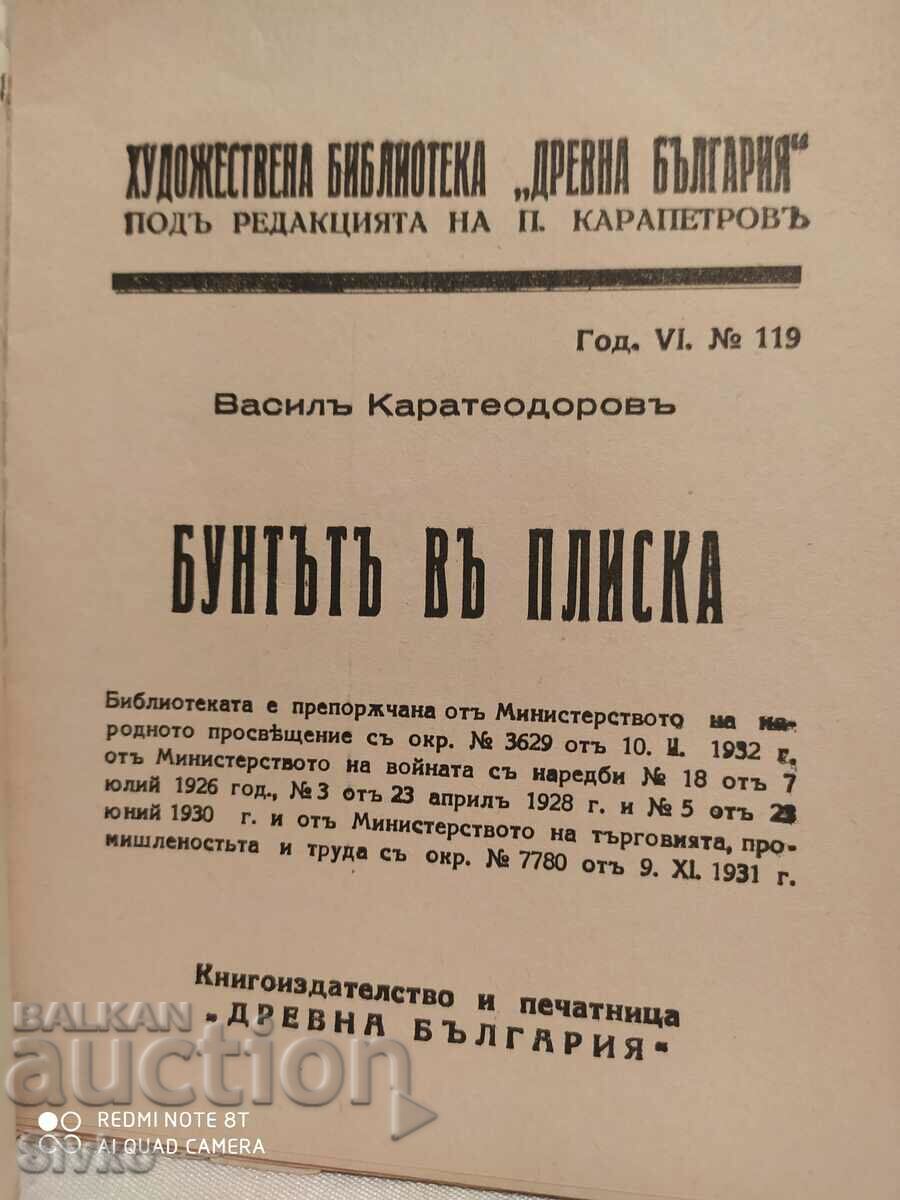 ХУДОЖЕСТВЕНА БИБЛИОТЕКА „ДРЕВНА БЪЛГАРИЯ“
ПОДЪ РЕДАКЦИЯТА НА П. КАРАПЕТРОВЪ
Год. VI. № 119
Василъ Каратеодоровъ
БУНТЪТЪ ВЪ ПЛИСКА
Библиотеката е препорѫчана отъ Министерството на на-
родното просвѣщение съ окр. № 3629 отъ 10. II. 1932 г.
отъ Министерството на войната съ наредби № 18 отъ 7
юлий 1926 год., № 3 отъ 23 априлъ 1928 г. и № 5 отъ 23
юний 1930 г. и отъ Министерството на търговията, про-
мишлеността и труда съ окр. № 7780 отъ 9. XI. 1931 г.
Книгоиздателство и печатница
„ДРЕВНА БЪЛГАРИЯ“
BALKAN
auction
REDMI NOTE 8T
AI QUAD CAMERA
sivko